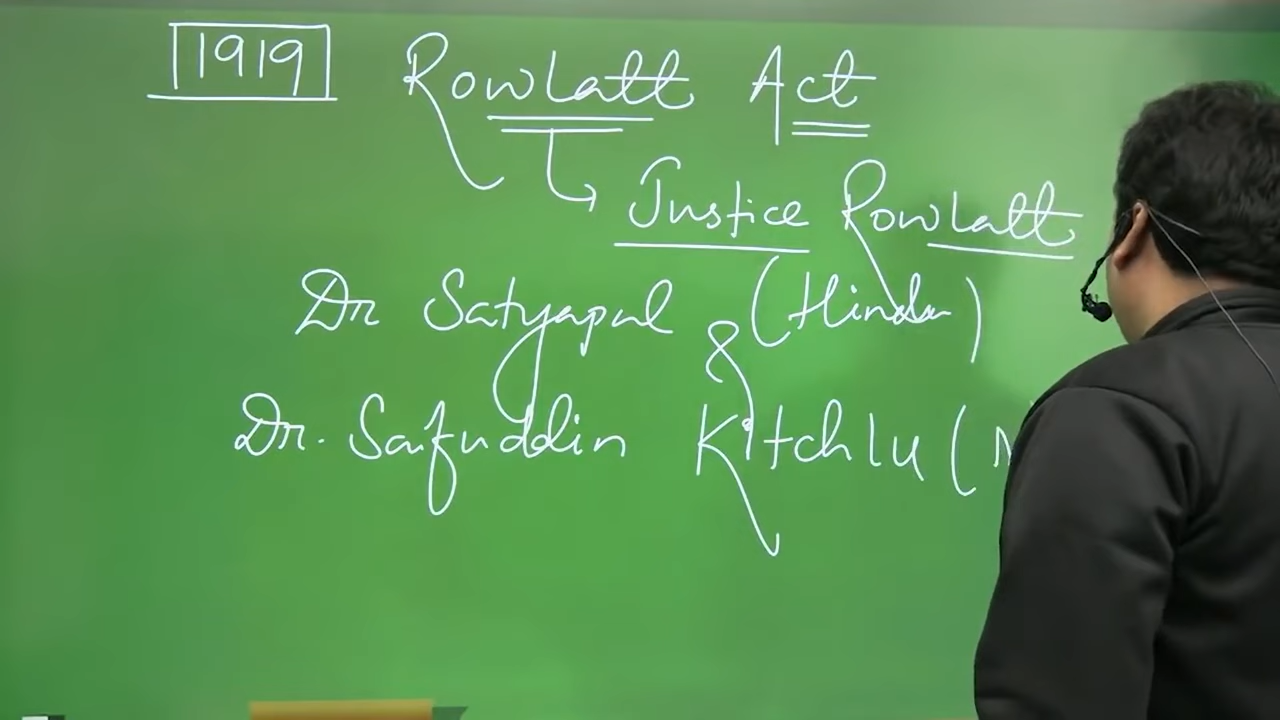 1919 Rowlatt Act
Justice Rowlatt
Dr Satyapal (Hindu)
&
Dr. Saifuddin Kitchlu (